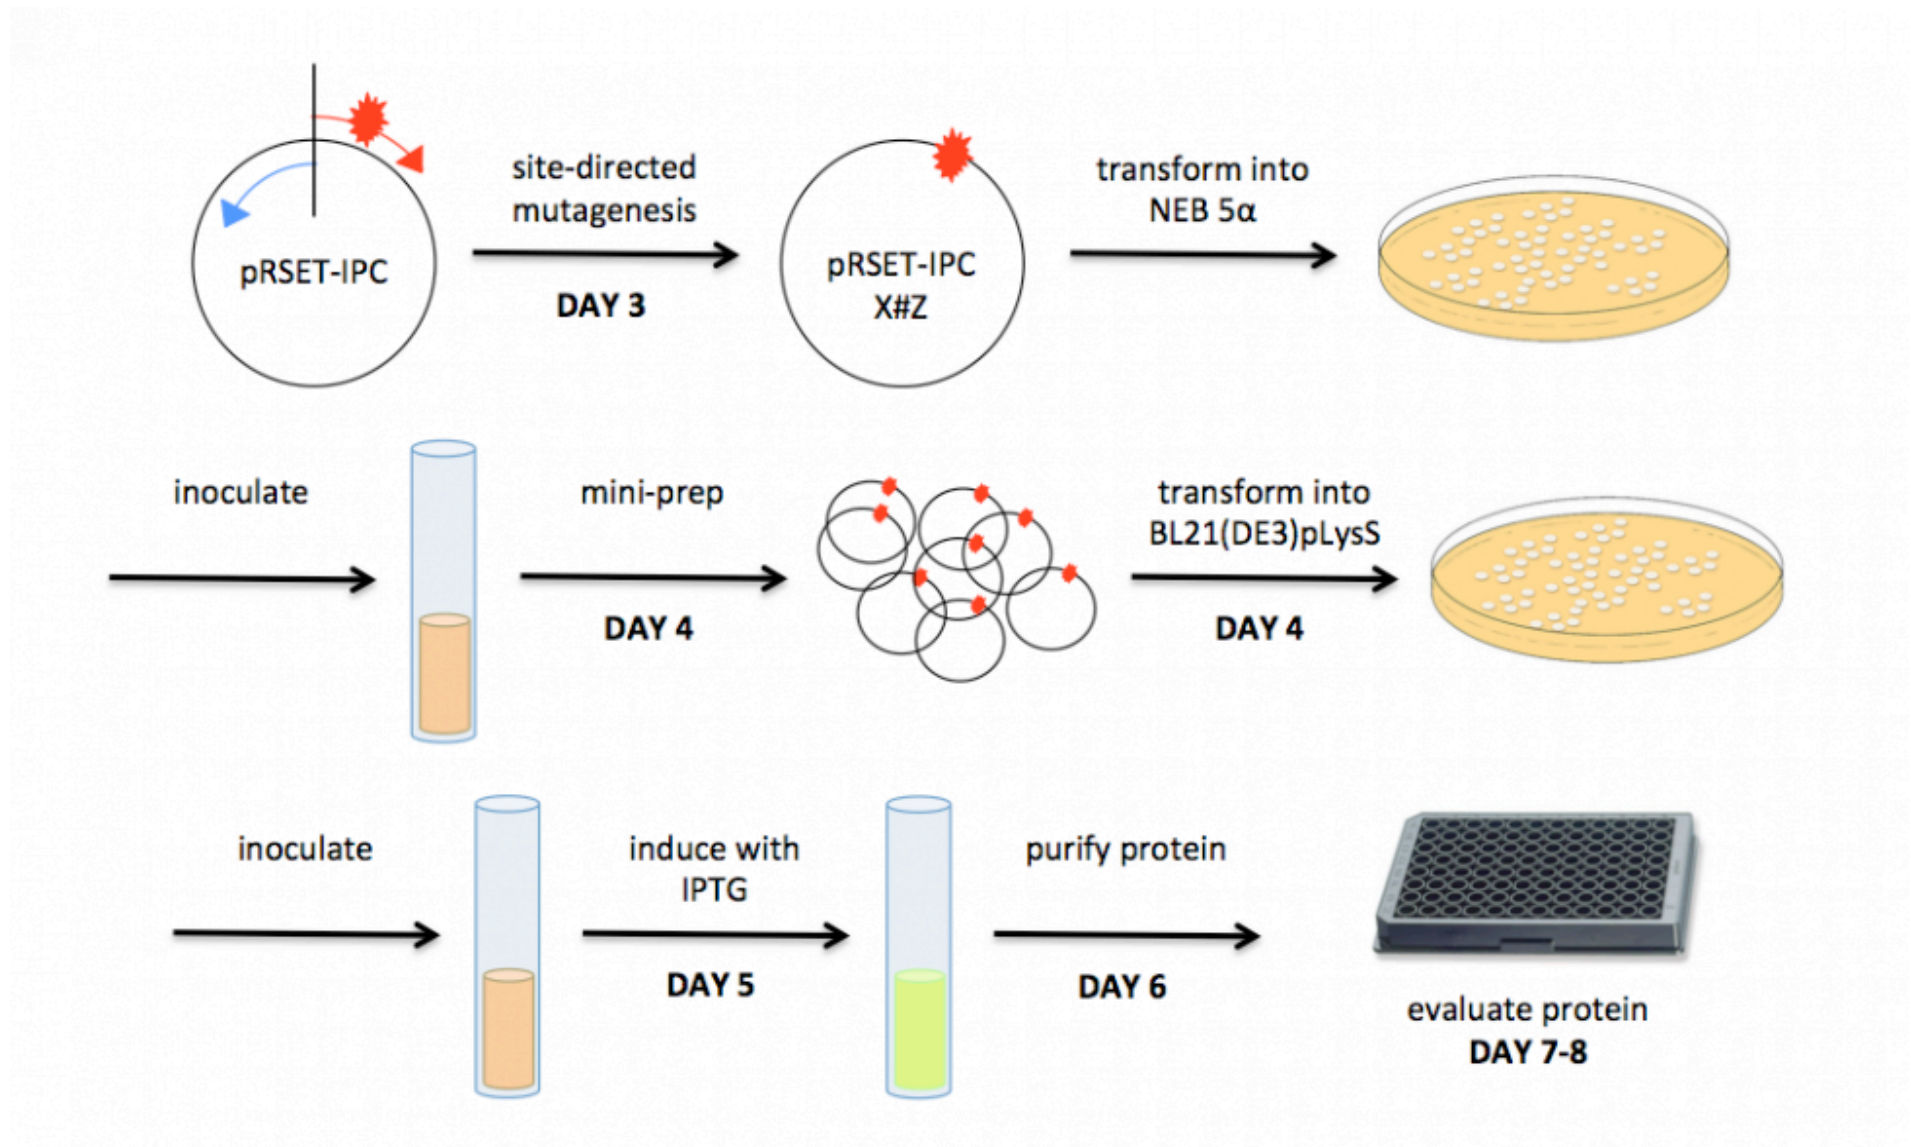 site-directed
mutagenesis
DAY 3
pRSET-IPC
pRSET-IPC
X#Z
transform into
NEB 5α
inoculate
mini-prep
DAY 4
transform into
BL21(DE3)pLysS
DAY 4
inoculate
induce with
IPTG
DAY 5
purify protein
DAY 6
evaluate protein
DAY 7-8